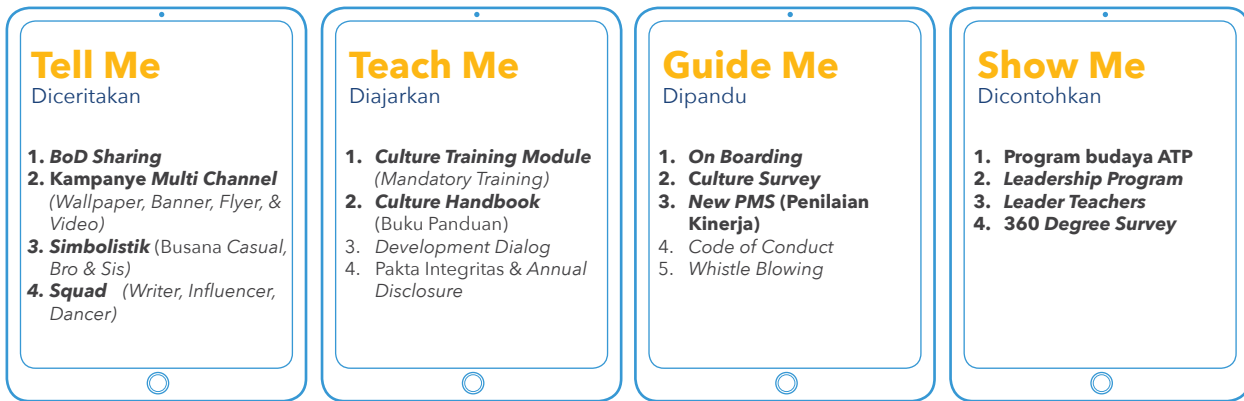 Tell Me
Diceritakan
1. BoD Sharing
2. Kampanye Multi Channel
(Wallpaper, Banner, Flyer, &
Video)
3. Simbolistik (Busana Casual,
Bro & Sis)
4. Squad (Writer, Influencer,
Dancer)
Teach Me
Diajarkan
1. Culture Training Module
(Mandatory Training)
2. Culture Handbook
(Buku Panduan)
3. Development Dialog
4. Pakta Integritas & Annual
Disclosure
Guide Me
Dipandu
1. On Boarding
2. Culture Survey
3. New PMS (Penilaian
Kinerja)
4. Code of Conduct
5. Whistle Blowing
Show Me
Dicontohkan
1. Program budaya ATP
2. Leadership Program
3. Leader Teachers
4. 360 Degree Survey